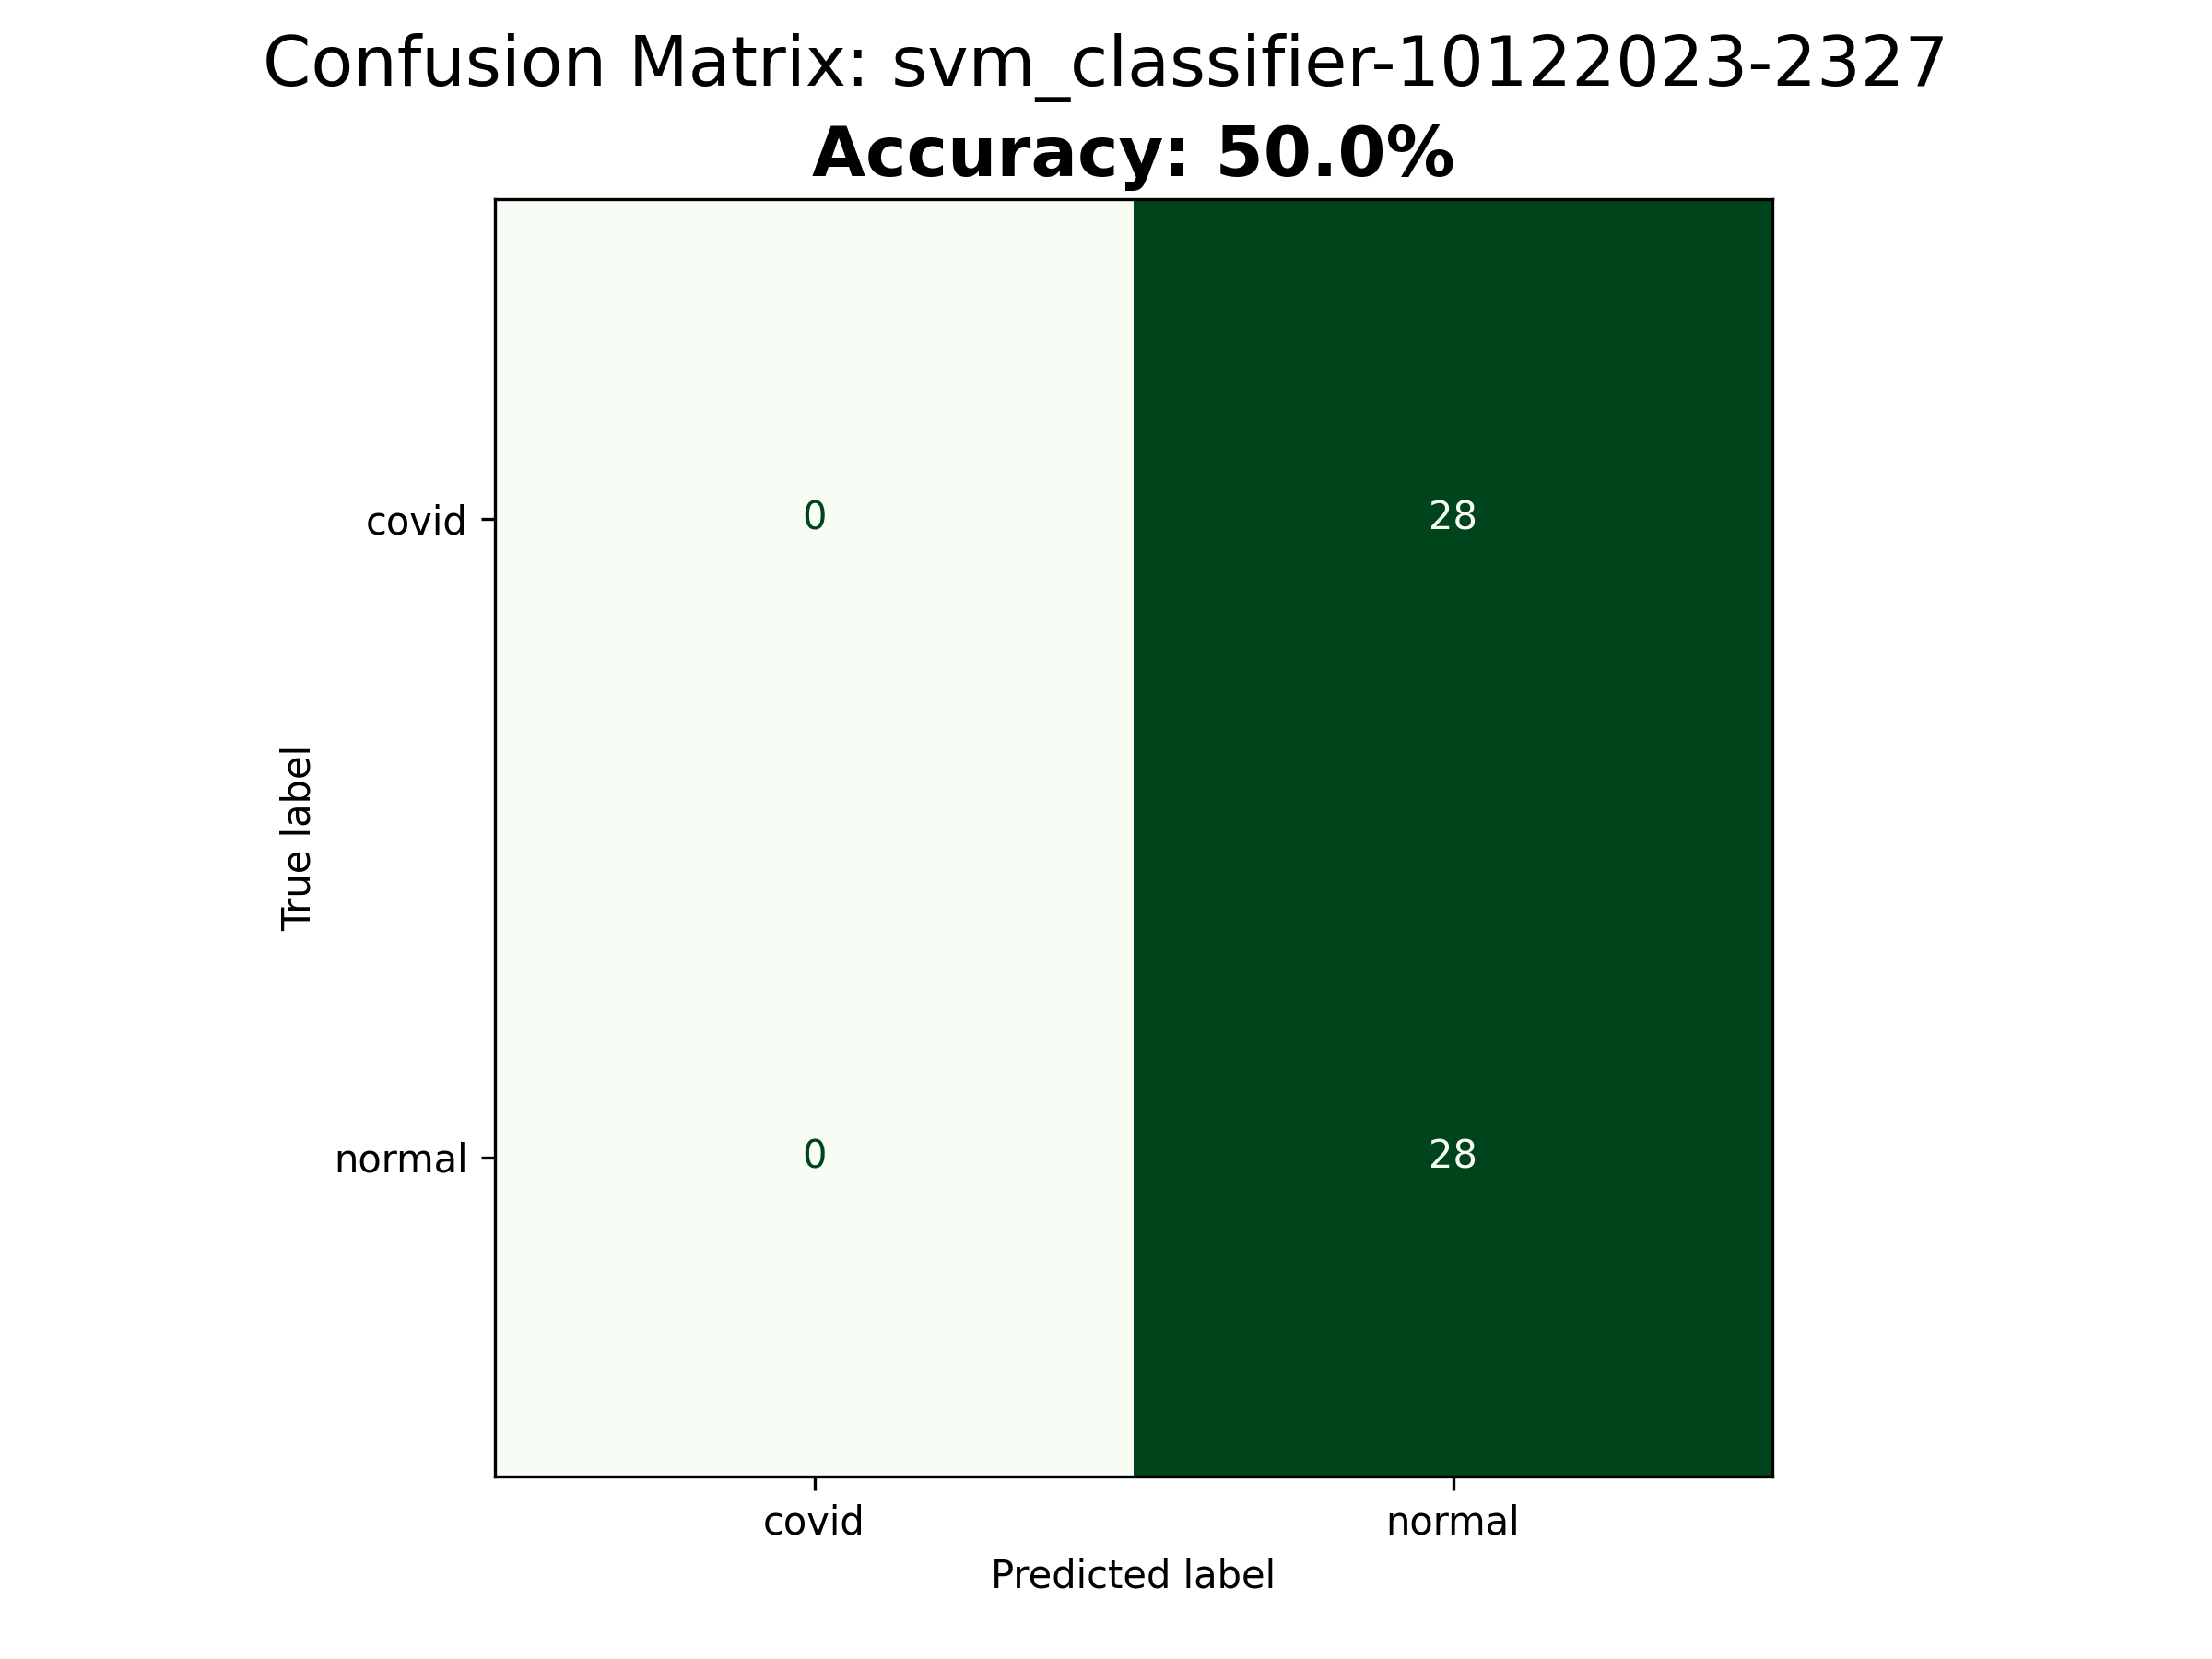 Confusion Matrix: svm_classifier-10122023-2327
Accuracy: 50.0%
covid
0
28
True label
normal
0
28
covid
normal
Predicted label